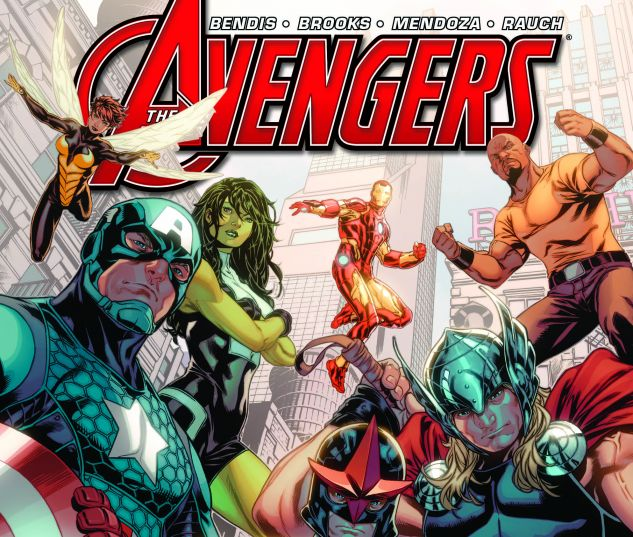 BENDIS • BROOKS • MENDOZA • RAUCH
THE AVENGERS®
A